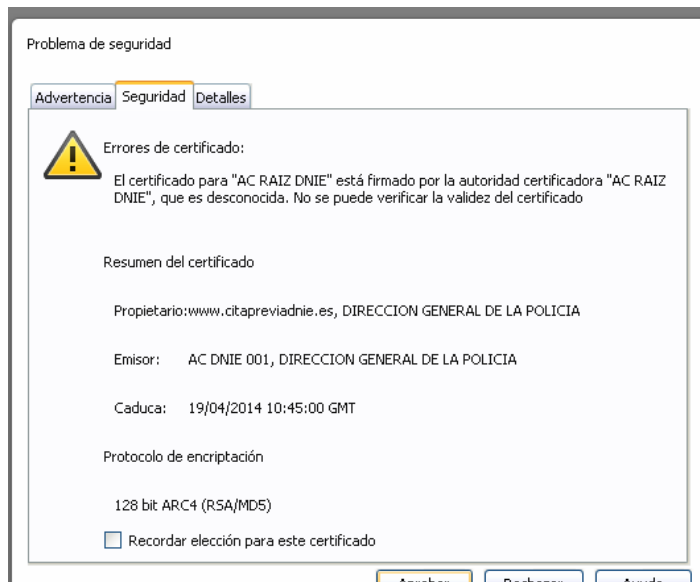 Problema de seguridad
Advertencia Seguridad Detalles
Errores de certificado:
El certificado para "AC RAIZ DNIE" está firmado por la autoridad certificadora "AC RAIZ
DNIE", que es desconocida. No se puede verificar la validez del certificado
Resumen del certificado
Propietario:www.citapreviadnie.es, DIRECCION GENERAL DE LA POLICIA
Emisor: AC DNIE 001, DIRECCION GENERAL DE LA POLICIA
Caduca: 19/04/2014 10:45:00 GMT
Protocolo de encriptación
128 bit ARC4 (RSA/MD5)
Recordar elección para este certificado
Aprobar Rechazar Ayuda